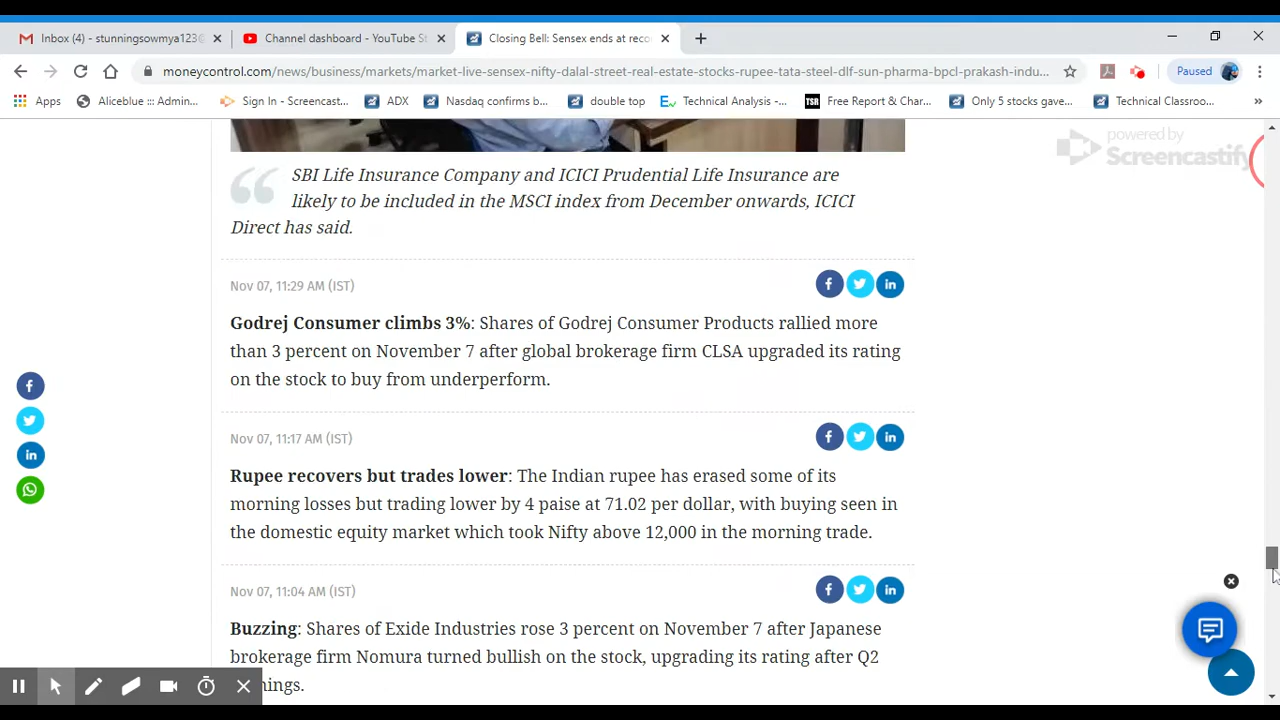 Inbox (4) - stunningsowmya123@
Channel dashboard - YouTube St
Closing Bell: Sensex ends at reco
moneycontrol.com/news/business/markets/market-live-sensex-nifty-dalal-street-real-estate-stocks-rupee-tata-steel-dlf-sun-pharma-bpcl-prakash-indu...
Paused
Apps
Aliceblue ::: Admin...
Sign In - Screencast...
ADX
Nasdaq confirms b...
double top
Technical Analysis -...
TSR
Free Report & Char...
Only 5 stocks gave...
Technical Classroo...
»
powered by
Screencastify
SBI Life Insurance Company and ICICI Prudential Life Insurance are
likely to be included in the MSCI index from December onwards, ICICI
Direct has said.
Nov 07, 11:29 AM (IST)
Godrej Consumer climbs 3%: Shares of Godrej Consumer Products rallied more
than 3 percent on November 7 after global brokerage firm CLSA upgraded its rating
on the stock to buy from underperform.
Nov 07, 11:17 AM (IST)
Rupee recovers but trades lower: The Indian rupee has erased some of its
morning losses but trading lower by 4 paise at 71.02 per dollar, with buying seen in
the domestic equity market which took Nifty above 12,000 in the morning trade.
Nov 07, 11:04 AM (IST)
Buzzing: Shares of Exide Industries rose 3 percent on November 7 after Japanese
brokerage firm Nomura turned bullish on the stock, upgrading its rating after Q2